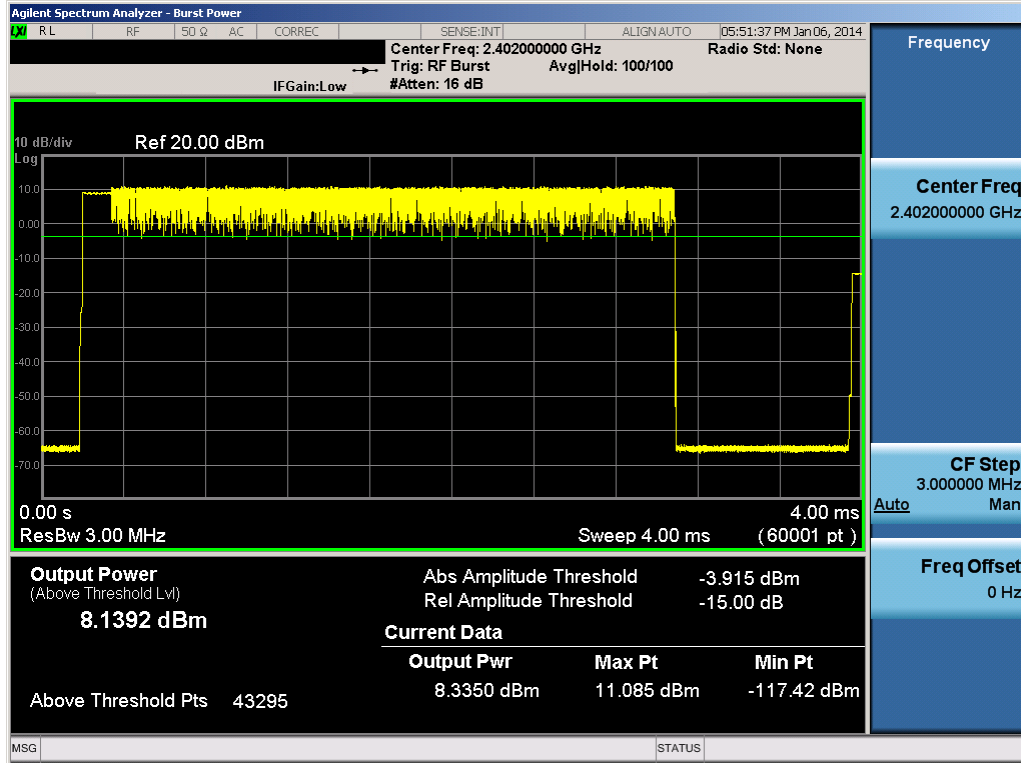 Agilent Spectrum Analyzer - Burst Power
LXI RL RF 50 Ω AC CORREC SENSE:INT ALIGN AUTO 05:51:37 PM Jan 06, 2014
Center Freq: 2.402000000 GHz Radio Std: None
Trig: RF Burst Avg|Hold: 100/100
IFGain:Low #Atten: 16 dB
10 dB/div Ref 20.00 dBm
Log
10.0
0.00
-10.0
-20.0
-30.0
-40.0
-50.0
-60.0
-70.0
0.00 s 4.00 ms
ResBw 3.00 MHz Sweep 4.00 ms (60001 pt )
Output Power
(Above Threshold Lvl)
8.1392 dBm
Above Threshold Pts 43295
Abs Amplitude Threshold -3.915 dBm
Rel Amplitude Threshold -15.00 dB
Current Data
Output Pwr Max Pt Min Pt
8.3350 dBm 11.085 dBm -117.42 dBm
MSG STATUS
Frequency
Center Freq
2.402000000 GHz
CF Step
3.000000 MHz
Auto Man
Freq Offset
0 Hz